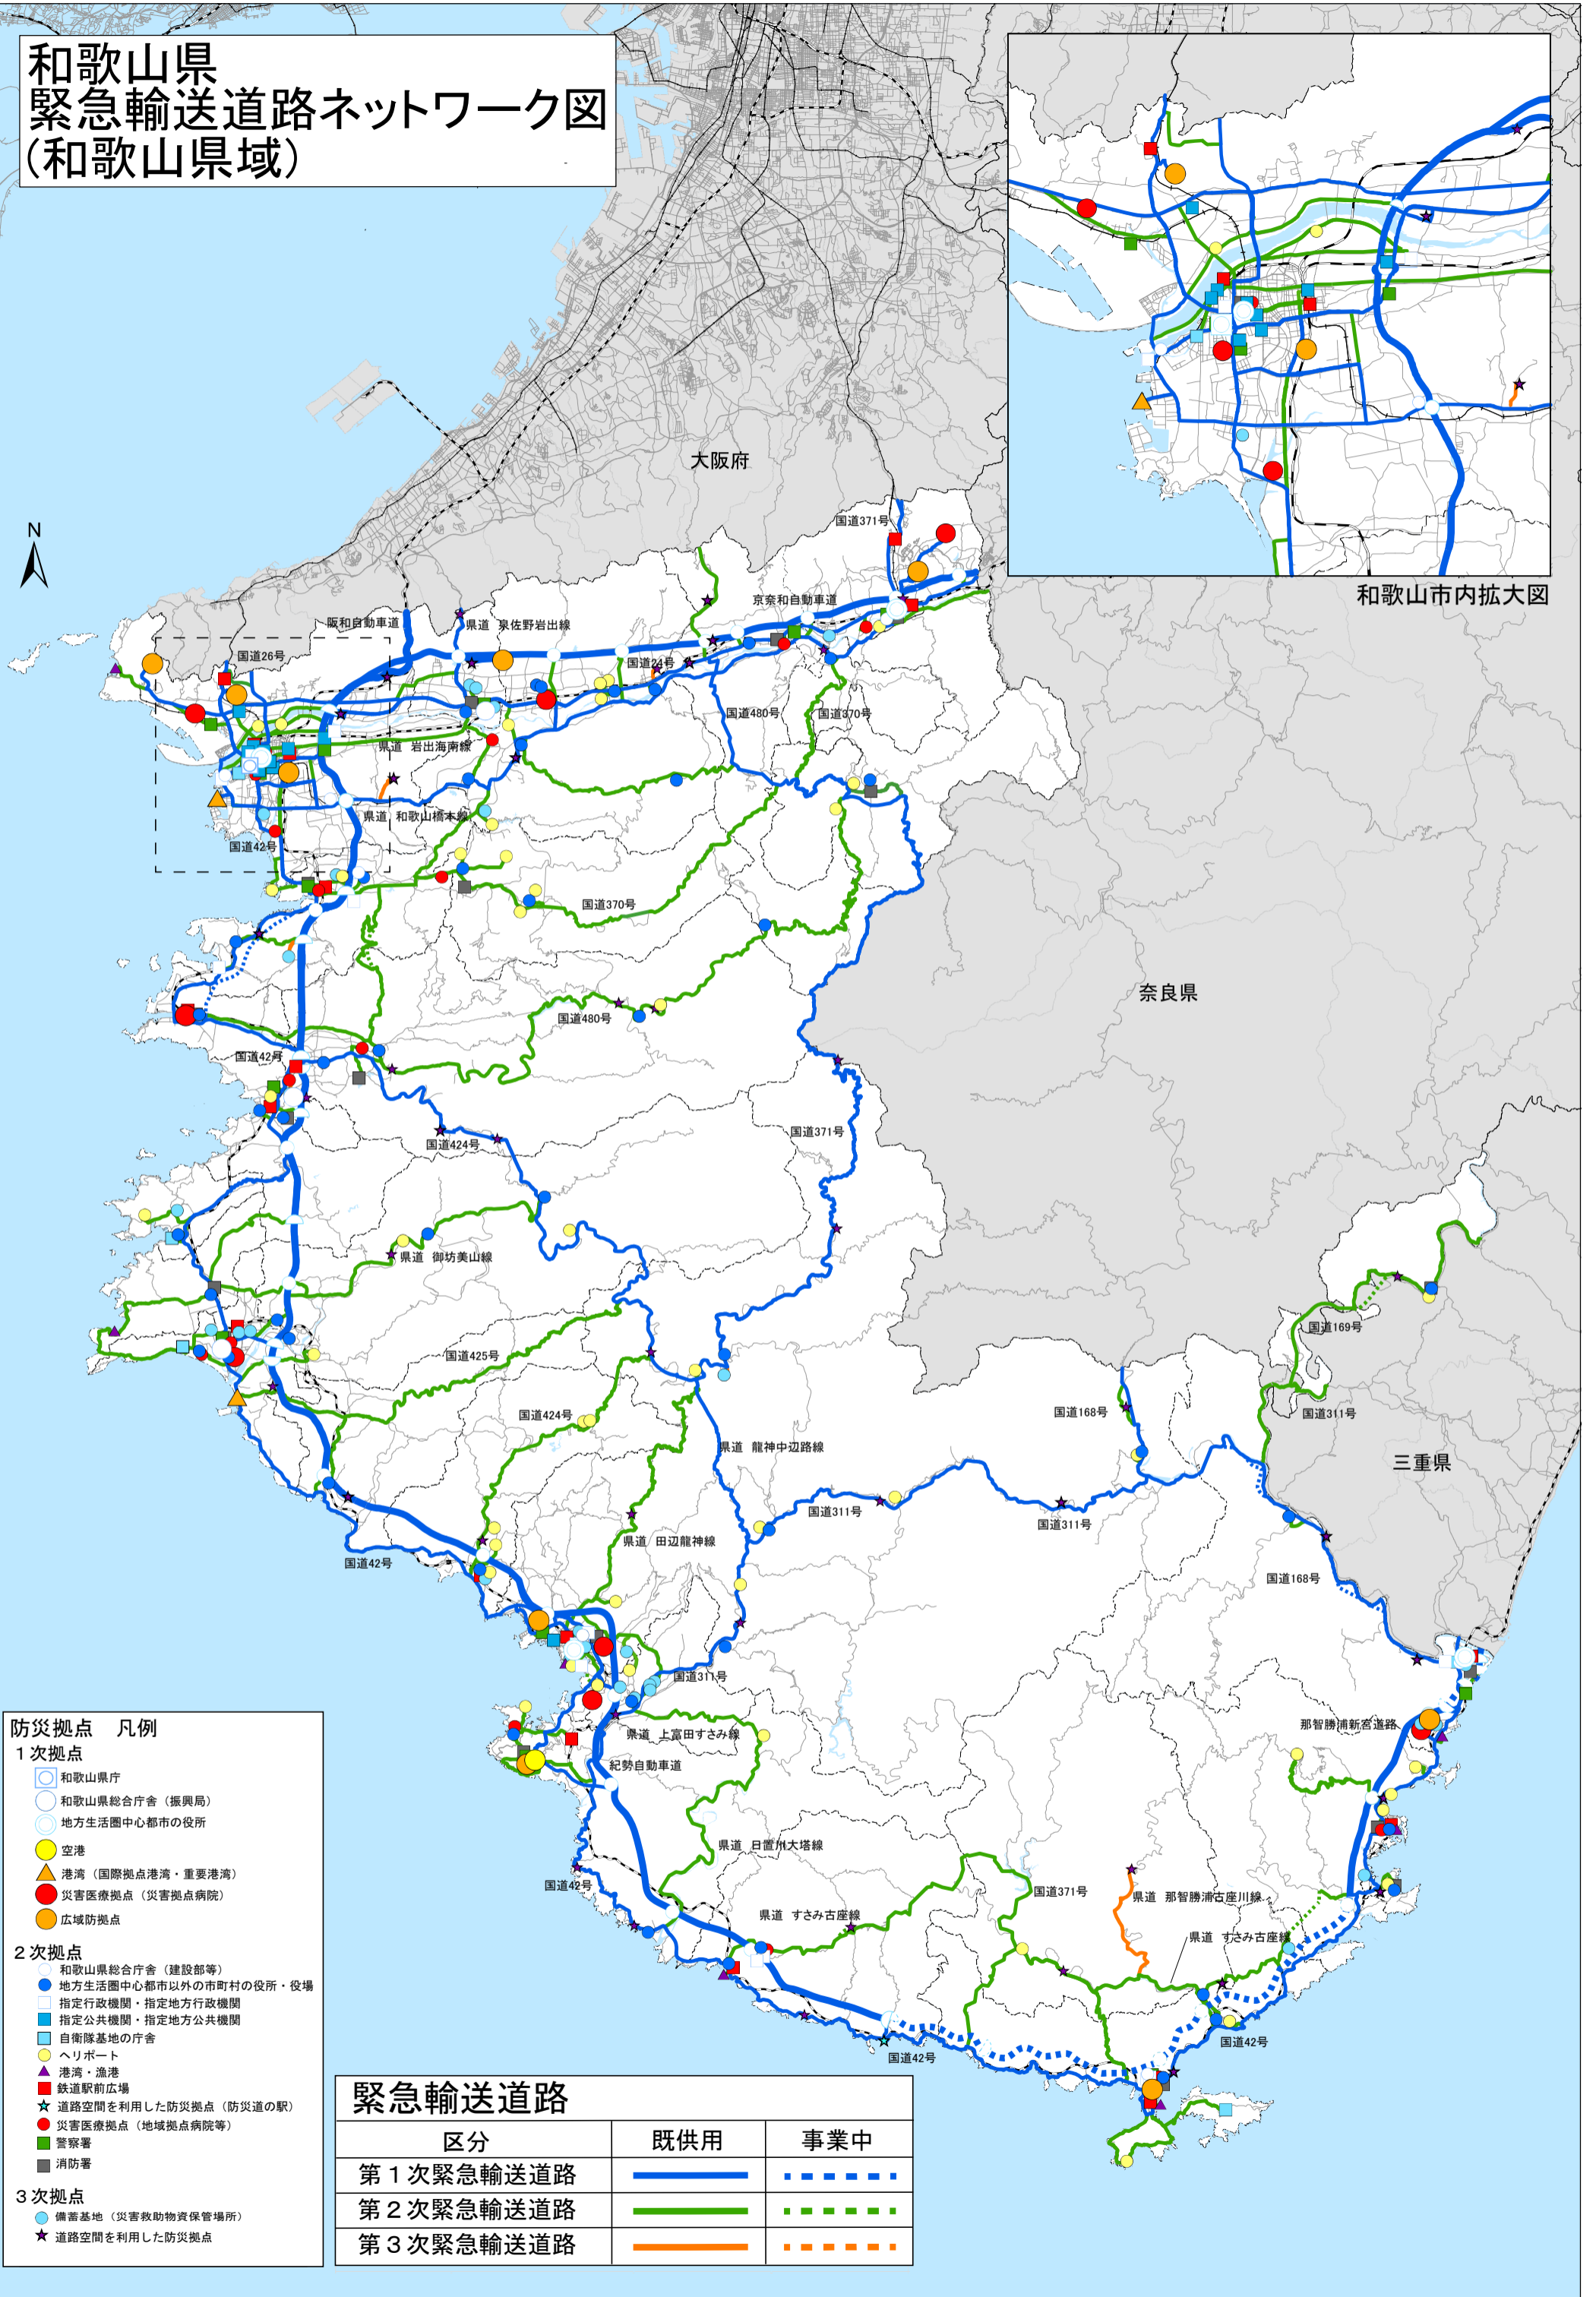 和歌山県
緊急輸送道路ネットワーク図
(和歌山県域)
和歌山市内拡大図
N
大阪府
奈良県
三重県
国道371号
京奈和自動車道
阪和自動車道
県道 泉佐野岩出線
国道26号
国道24号
国道480号
国道370号
県道 岩出海南線
県道 和歌山橋本線
国道42号
国道370号
国道480号
国道42号
国道424号
国道371号
県道 御坊美山線
国道169号
国道425号
国道311号
国道424号
国道168号
県道 龍神中辺路線
国道311号
国道311号
県道 田辺龍神線
国道42号
国道168号
国道311号
那智勝浦新宮道路
県道 上富田すさみ線
紀勢自動車道
県道 日置川大塔線
国道42号
国道371号
県道 那智勝浦古座川線
県道 すさみ古座線
県道 すさみ古座線
国道42号
国道42号
防災拠点 凡例
1次拠点
和歌山県庁
和歌山県総合庁舎（振興局）
地方生活圏中心都市の役所
空港
港湾（国際拠点港湾・重要港湾）
災害医療拠点（災害拠点病院）
広域防拠点
2次拠点
和歌山県総合庁舎（建設部等）
地方生活圏中心都市以外の市町村の役所・役場
指定行政機関・指定地方行政機関
指定公共機関・指定地方公共機関
自衛隊基地の庁舎
ヘリポート
港湾・漁港
鉄道駅前広場
道路空間を利用した防災拠点（防災道の駅）
災害医療拠点（地域拠点病院等）
警察署
消防署
3次拠点
備蓄基地（災害救助物資保管場所）
道路空間を利用した防災拠点
緊急輸送道路
区分 既供用 事業中
第1次緊急輸送道路
第2次緊急輸送道路
第3次緊急輸送道路